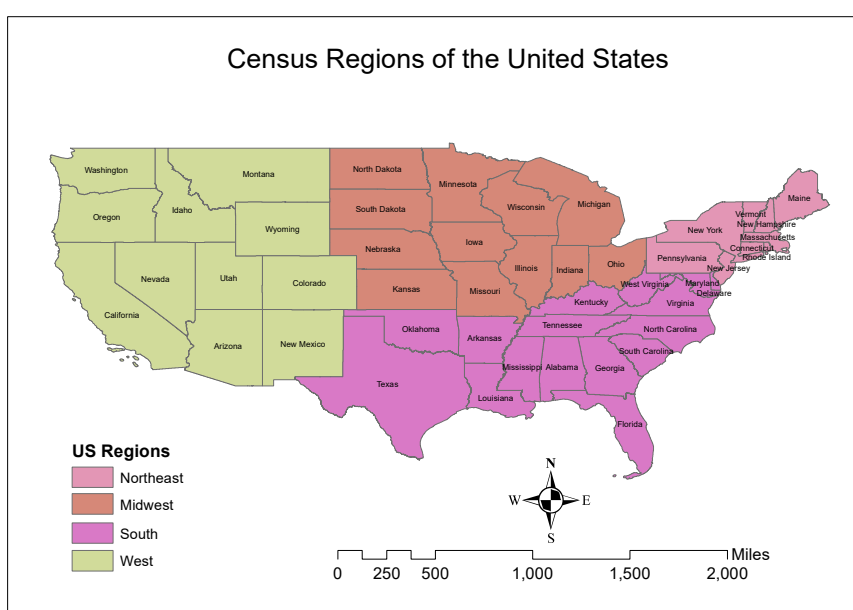 Census Regions of the United States
Washington
Montana
North Dakota
Minnesota
Wisconsin
Michigan
Maine
Vermont
New Hampshire
Massachusetts
New York
Connecticut
Rhode Island
Oregon
Idaho
Wyoming
South Dakota
Iowa
Nebraska
Illinois
Indiana
Ohio
Pennsylvania
New Jersey
Nevada
Utah
Colorado
Kansas
Missouri
Kentucky
West Virginia
Maryland
Delaware
Virginia
California
Arizona
New Mexico
Oklahoma
Arkansas
Tennessee
North Carolina
South Carolina
Texas
Louisiana
Mississippi
Alabama
Georgia
Florida
US Regions
Northeast
Midwest
South
West
N
W E
S
Miles
0 250 500 1,000 1,500 2,000